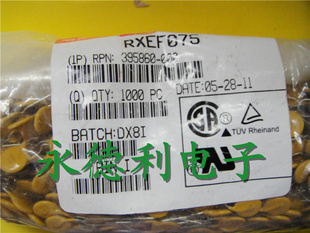 RXEF075
(1P) RPN: 395860-000
(Q) QTY: 1000 PC
DATE:05-28-11
BATCH:DX8I
TÜV Rheinland
永德利电子